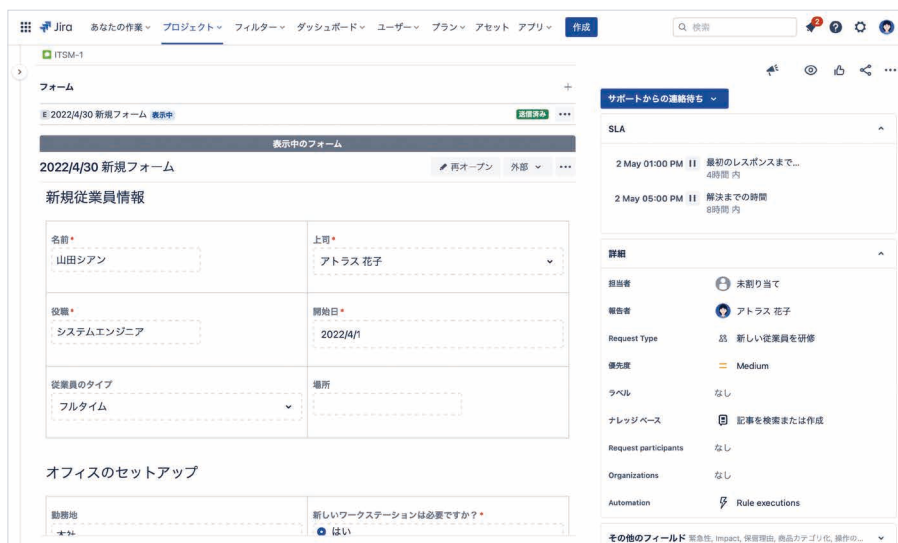 Jira あなたの作業 プロジェクト フィルター ダッシュボード ユーザー プラン アセット アプリ 作成 検索 2
ITSM-1
フォーム
E 2022/4/30 新規フォーム 表示中 送信済み
表示中のフォーム
2022/4/30 新規フォーム 再オープン 外部
新規従業員情報
名前*
山田シアン
上司*
アトラス 花子
役職*
システムエンジニア
開始日*
2022/4/1
従業員のタイプ
フルタイム
場所
オフィスのセットアップ
勤務地
本社
新しいワークステーションは必要ですか?*
はい
サポートからの連絡待ち
SLA
2 May 01:00 PM 最初のレスポンスまで...
4時間 内
2 May 05:00 PM 解決までの時間
8時間 内
詳細
担当者 未割り当て
報告者 アトラス 花子
Request Type 新しい従業員を研修
優先度 Medium
ラベル なし
ナレッジ ベース 記事を検索または作成
Request participants なし
Organizations なし
Automation Rule executions
その他のフィールド 緊急性, Impact, 保留理由, 商品カテゴリ化, 操作の...